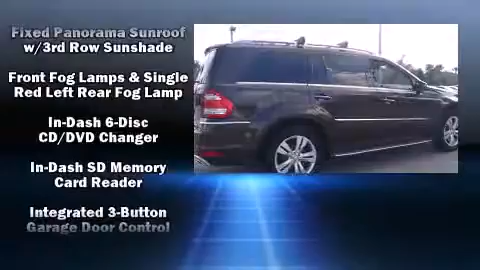 Fixed Panorama Sunroof
w/3rd Row Sunshade
Front Fog Lamps & Single
Red Left Rear Fog Lamp
In-Dash 6-Disc
CD/DVD Changer
In-Dash SD Memory
Card Reader
Integrated 3-Button
Garage Door Control